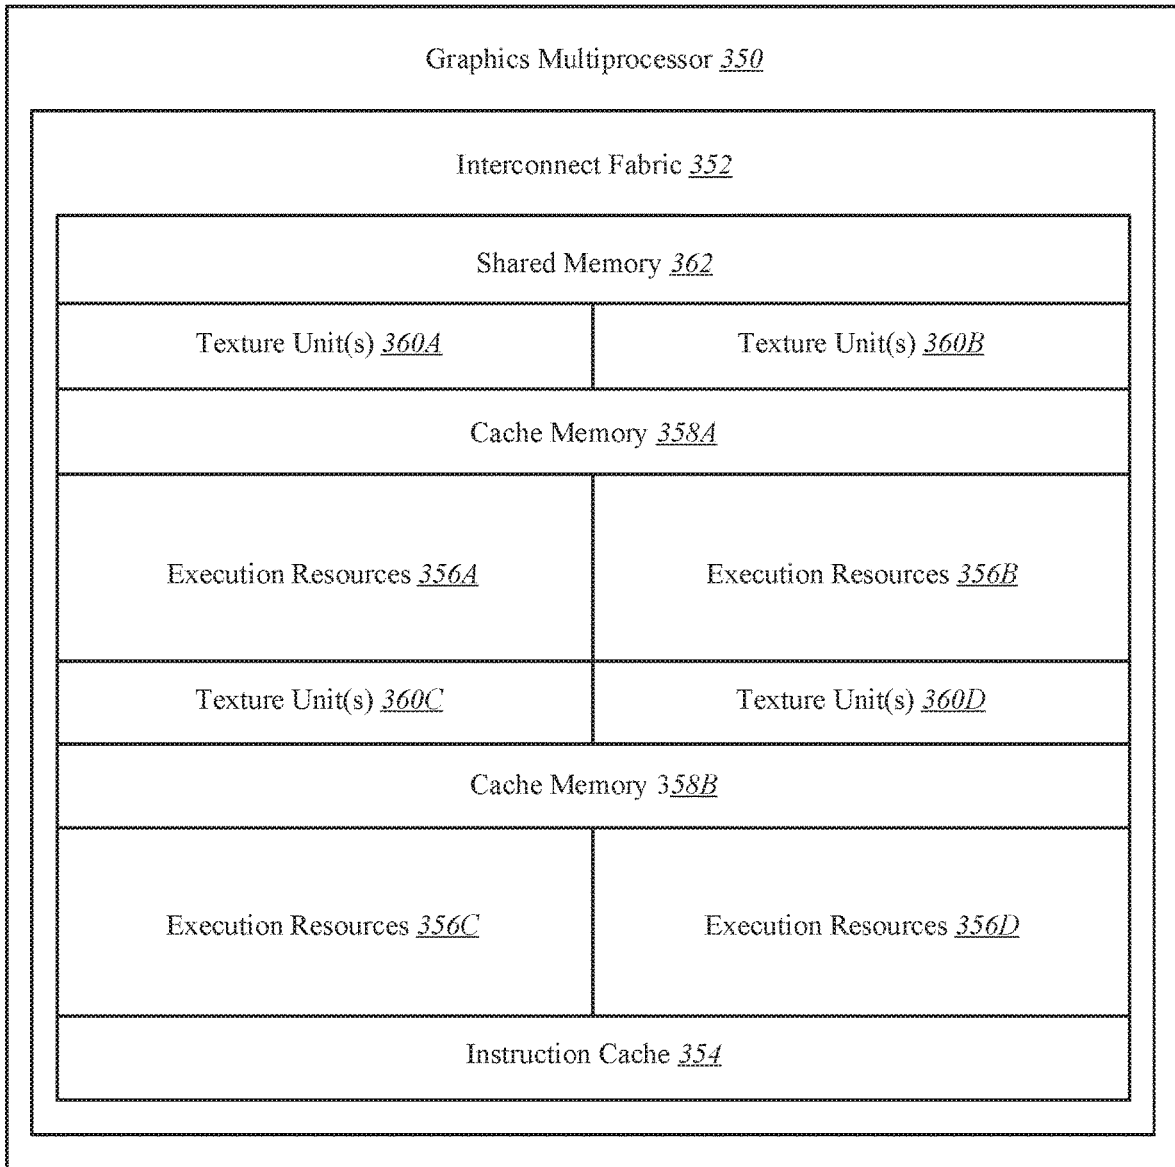 Graphics Multiprocessor 350
Interconnect Fabric 352
Shared Memory 362
Texture Unit(s) 360A
Texture Unit(s) 360B
Cache Memory 358A
Execution Resources 356A
Execution Resources 356B
Texture Unit(s) 360C
Texture Unit(s) 360D
Cache Memory 358B
Execution Resources 356C
Execution Resources 356D
Instruction Cache 354